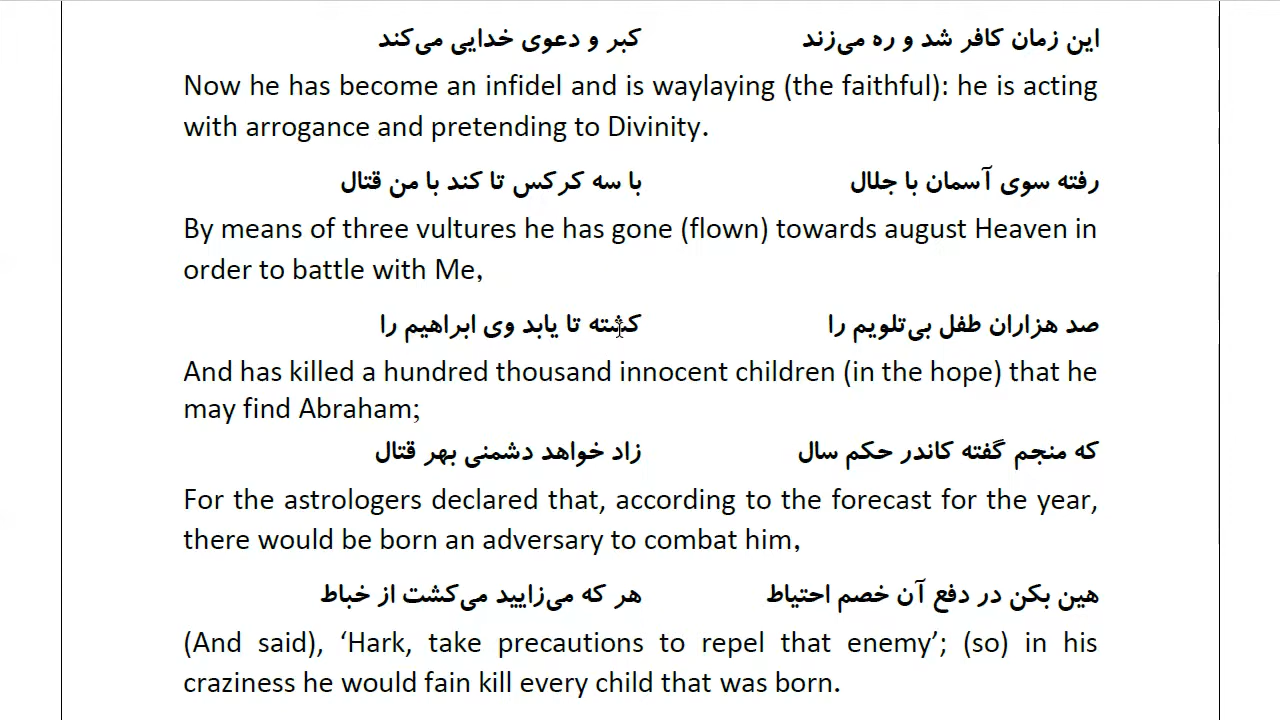 این زمان کافر شد و ره می‌زند کبر و دعوی خدایی می‌کند
Now he has become an infidel and is waylaying (the faithful): he is acting
with arrogance and pretending to Divinity.
رفته سوی آسمان با جلال با سه کرکس تا کند با من قتال
By means of three vultures he has gone (flown) towards august Heaven in
order to battle with Me,
صد هزاران طفل بی‌تلویم را کشته تا یابد وی ابراهیم را
And has killed a hundred thousand innocent children (in the hope) that he
may find Abraham;
که منجم گفته کاندر حکم سال زاد خواهد دشمنی بهر قتال
For the astrologers declared that, according to the forecast for the year,
there would be born an adversary to combat him,
هین بکن در دفع آن خصم احتیاط هر که می‌زایید می‌کشت از خباط
(And said), ‘Hark, take precautions to repel that enemy’; (so) in his
craziness he would fain kill every child that was born.